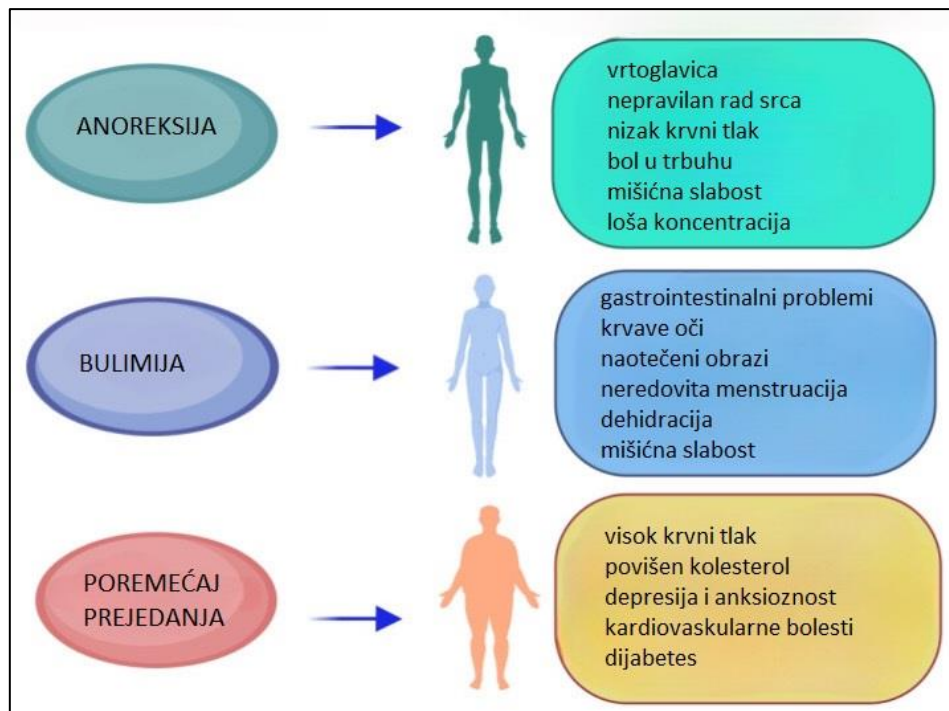 ANOREKSIJA
vrtoglavica
nepravilan rad srca
nizak krvni tlak
bol u trbuhu
mišićna slabost
loša koncentracija
BULIMIJA
gastrointestinalni problemi
krvave oči
naotečeni obrazi
neredovita menstruacija
dehidracija
mišićna slabost
POREMEĆAJ
PREJEDANJA
visok krvni tlak
povišen kolesterol
depresija i anksioznost
kardiovaskularne bolesti
dijabetes